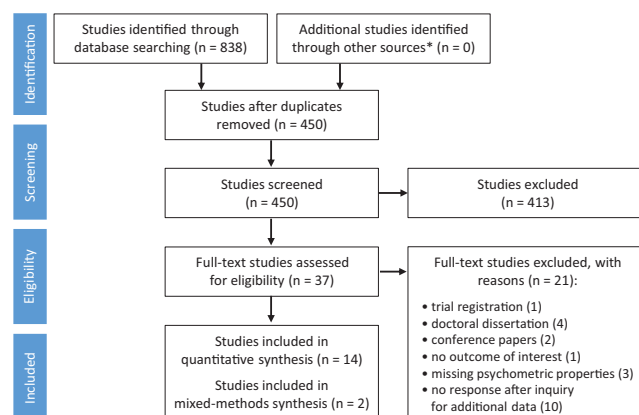 Identification
Studies identified through
database searching (n = 838)
Additional studies identified
through other sources* (n = 0)
Studies after duplicates
removed (n = 450)
Screening
Studies screened
(n = 450)
Studies excluded
(n = 413)
Eligibility
Full-text studies assessed
for eligibility (n = 37)
Full-text studies excluded, with
reasons (n = 21):
• trial registration (1)
• doctoral dissertation (4)
• conference papers (2)
• no outcome of interest (1)
• missing psychometric properties (3)
• no response after inquiry
for additional data (10)
Included
Studies included in
quantitative synthesis (n = 14)
Studies included in
mixed-methods synthesis (n = 2)